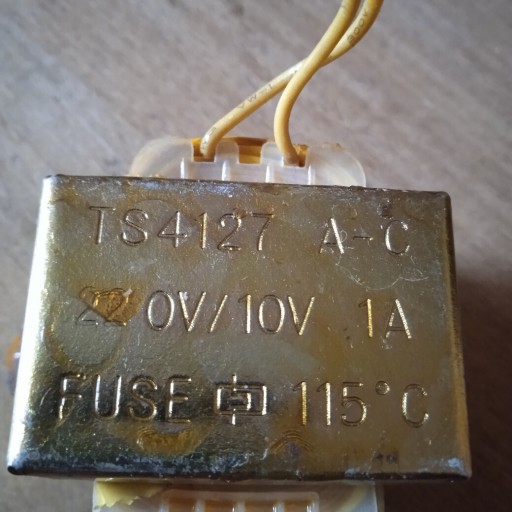 TS4127 A-C
220V/10V 1A
FUSE 115°C